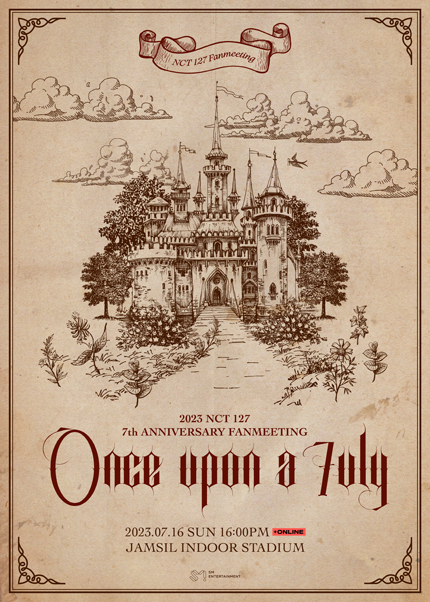 NCT 127 Fanmeeting
2023 NCT 127
7th ANNIVERSARY FANMEETING
Once upon a 7uly
2023.07.16 SUN 16:00PM •ONLINE
JAMSIL INDOOR STADIUM
SM
ENTERTAINMENT